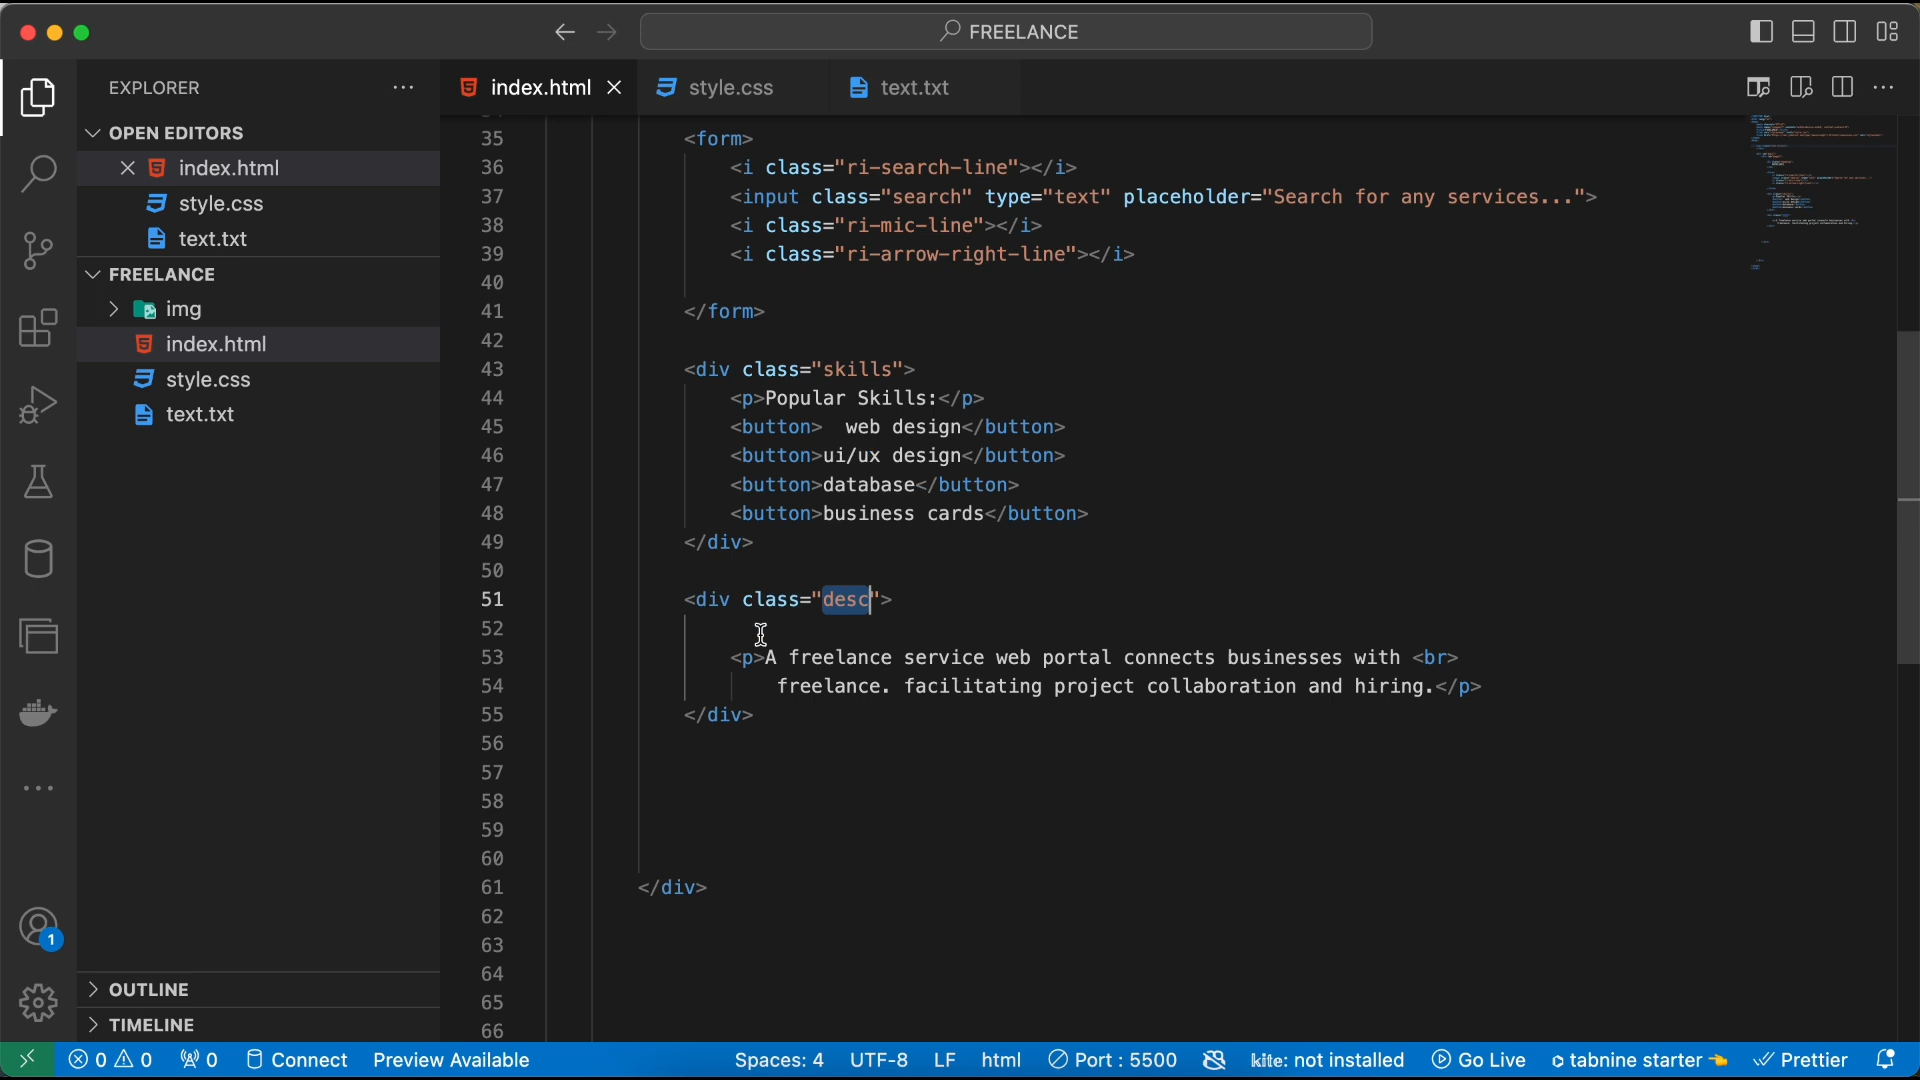 FREELANCE
EXPLORER
index.html
style.css
text.txt
OPEN EDITORS
index.html
style.css
text.txt
FREELANCE
img
index.html
style.css
text.txt
35 <form>
36 <i class="ri-search-line"></i>
37 <input class="search" type="text" placeholder="Search for any services...">
38 <i class="ri-mic-line"></i>
39 <i class="ri-arrow-right-line"></i>
40
41 </form>
42
43 <div class="skills">
44 <p>Popular Skills:</p>
45 <button>  web design</button>
46 <button>ui/ux design</button>
47 <button>database</button>
48 <button>business cards</button>
49 </div>
50
51 <div class="desc">
52
53 <p>A freelance service web portal connects businesses with <br>
54 freelance. facilitating project collaboration and hiring.</p>
55 </div>
56
57
58
59
60
61 </div>
62
63
64
65
66
1
OUTLINE
TIMELINE
0 0 0 Connect Preview Available Spaces: 4 UTF-8 LF html Port : 5500 kite: not installed Go Live tabnine starter Prettier